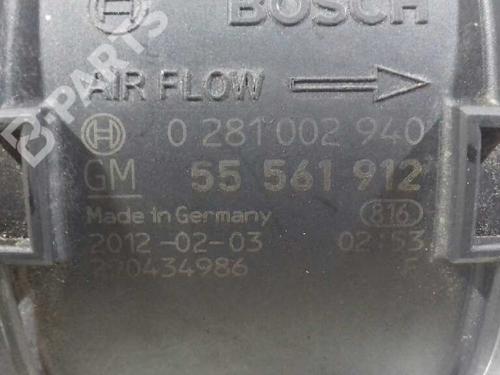 BOSCH
B-PARTS
AIR FLOW
0 281 002 940
GM 55 561 912
Made in Germany 816
2012-02-03 02:53
F